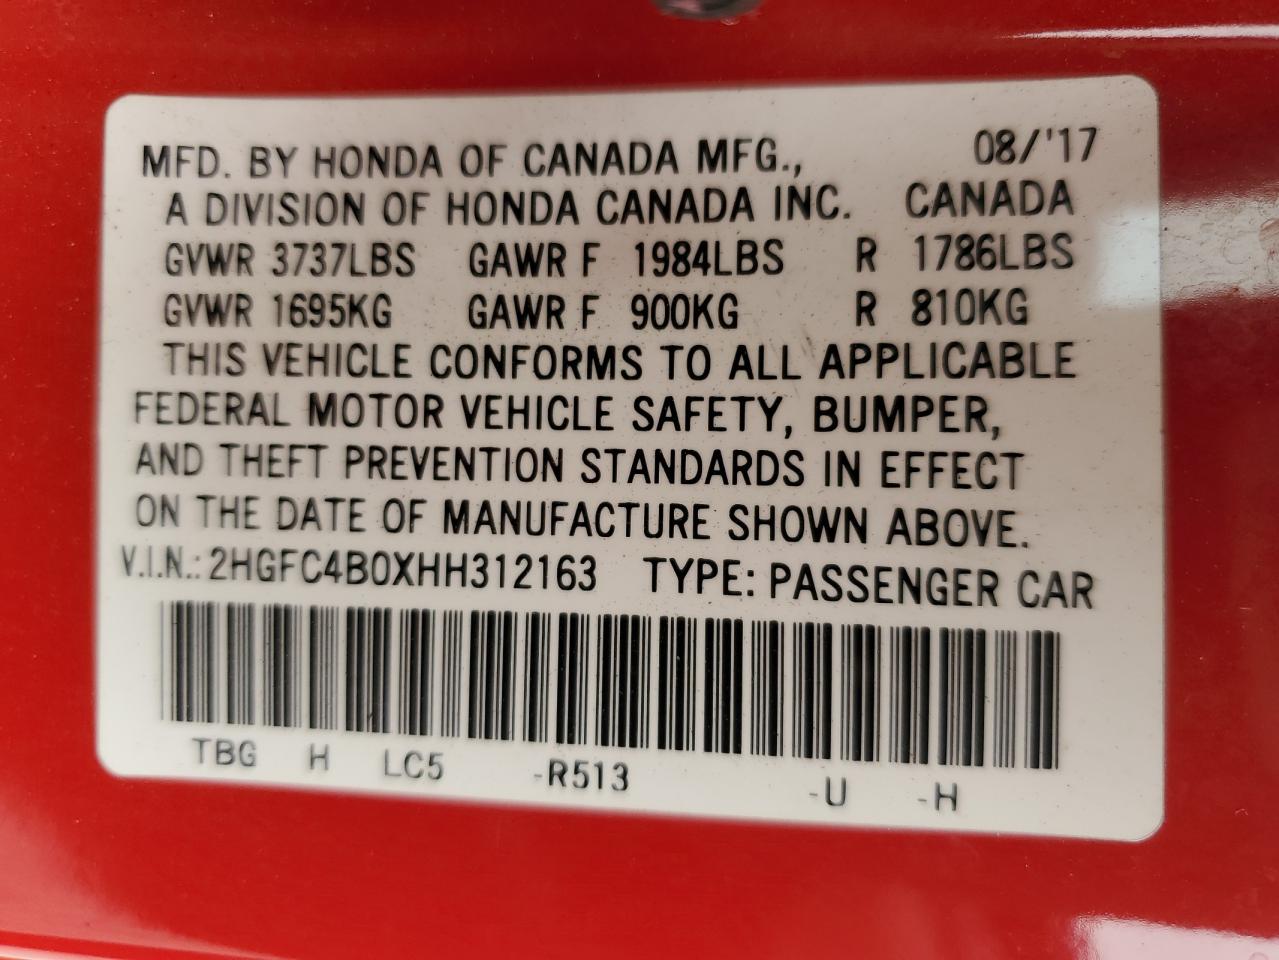 MFD. BY HONDA OF CANADA MFG., 08/'17
A DIVISION OF HONDA CANADA INC. CANADA
GVWR 3737LBS GAWR F 1984LBS R 1786LBS
GVWR 1695KG GAWR F 900KG R 810KG
THIS VEHICLE CONFORMS TO ALL APPLICABLE
FEDERAL MOTOR VEHICLE SAFETY, BUMPER,
AND THEFT PREVENTION STANDARDS IN EFFECT
ON THE DATE OF MANUFACTURE SHOWN ABOVE.
V.I.N.: 2HGFC4B0XHH312163 TYPE: PASSENGER CAR
TBG H LC5 -R513 -U -H